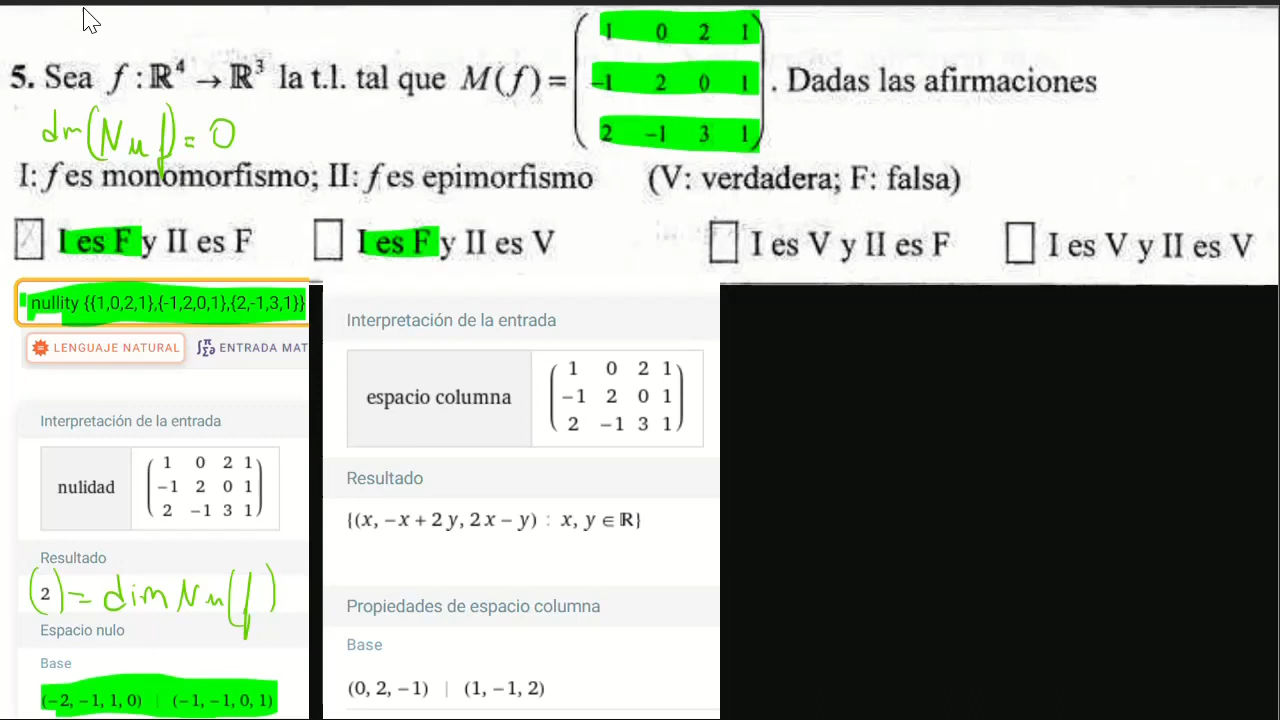 5. Sea f : ℝ⁴ → ℝ³ la t.l. tal que M(f) = ( 1 0 2 1
-1 2 0 1
2 -1 3 1 ). Dadas las afirmaciones
dm(Nu f) = 0
I: f es monomorfismo; II: f es epimorfismo (V: verdadera; F: falsa)
I es F y II es F I es F y II es V I es V y II es F I es V y II es V
nullity {{1,0,2,1},{-1,2,0,1},{2,-1,3,1}}
LENGUAJE NATURAL ENTRADA MAT
Interpretación de la entrada
nulidad
( 1 0 2 1
-1 2 0 1
2 -1 3 1 )
Resultado
(2) = dim Nu(f)
Espacio nulo
Base
(-2, -1, 1, 0) | (-1, -1, 0, 1)
Interpretación de la entrada
espacio columna
( 1 0 2 1
-1 2 0 1
2 -1 3 1 )
Resultado
{(x, -x + 2 y, 2 x - y) : x, y ∈ ℝ}
Propiedades de espacio columna
Base
(0, 2, -1) | (1, -1, 2)